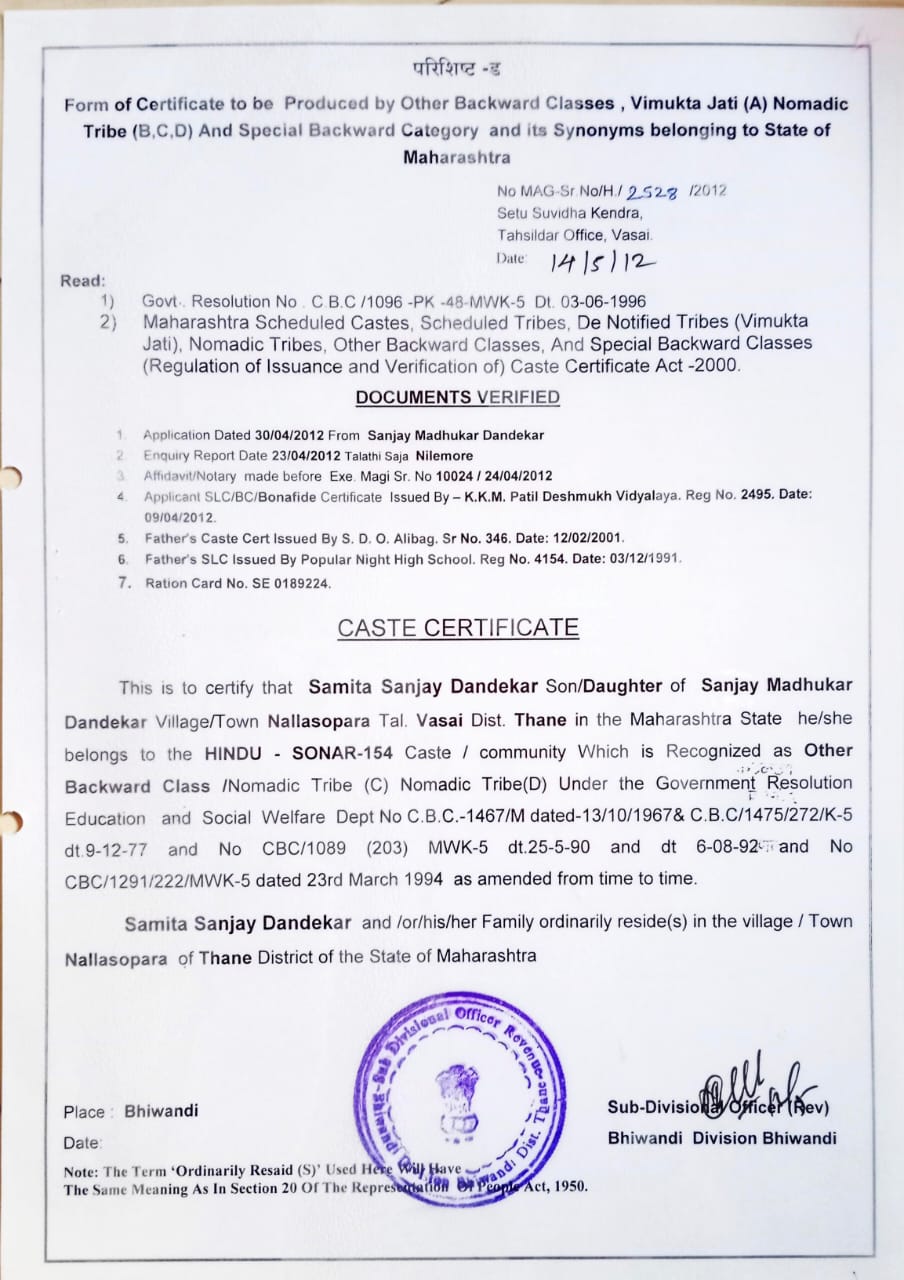 परिशिष्ट -ड
Form of Certificate to be Produced by Other Backward Classes , Vimukta Jati (A) Nomadic
Tribe (B,C,D) And Special Backward Category and its Synonyms belonging to State of
Maharashtra
No MAG-Sr.No/H/ 2528 /2012
Setu Suvidha Kendra,
Tahsildar Office, Vasai.
Date: 14/5/12
Read:
1) Govt. Resolution No . C.B.C /1096 -PK -48-MWK-5 Dt. 03-06-1996
2) Maharashtra Scheduled Castes, Scheduled Tribes, De Notified Tribes (Vimukta
Jati), Nomadic Tribes, Other Backward Classes, And Special Backward Classes
(Regulation of Issuance and Verification of) Caste Certificate Act -2000.
DOCUMENTS VERIFIED
1. Application Dated 30/04/2012 From Sanjay Madhukar Dandekar
2. Enquiry Report Date 23/04/2012 Talathi Saja Nilemore
3. Affidavit/Notary made before Exe. Magi Sr. No 10024 / 24/04/2012
4. Applicant SLC/BC/Bonafide Certificate Issued By – K.K.M. Patil Deshmukh Vidyalaya. Reg No. 2495. Date:
09/04/2012.
5. Father's Caste Cert Issued By S. D. O. Alibag. Sr No. 346. Date: 12/02/2001.
6. Father's SLC Issued By Popular Night High School. Reg No. 4154. Date: 03/12/1991.
7. Ration Card No. SE 0189224.
CASTE CERTIFICATE
This is to certify that Samita Sanjay Dandekar Son/Daughter of Sanjay Madhukar
Dandekar Village/Town Nallasopara Tal. Vasai Dist. Thane in the Maharashtra State he/she
belongs to the HINDU - SONAR-154 Caste / community Which is Recognized as Other
Backward Class /Nomadic Tribe (C) Nomadic Tribe(D) Under the Government Resolution
Education and Social Welfare Dept No C.B.C.-1467/M dated-13/10/1967& C.B.C/1475/272/K-5
dt.9-12-77 and No CBC/1089 (203) MWK-5 dt.25-5-90 and dt 6-08-92 and No
CBC/1291/222/MWK-5 dated 23rd March 1994 as amended from time to time.
Samita Sanjay Dandekar and /or/his/her Family ordinarily reside(s) in the village / Town
Nallasopara of Thane District of the State of Maharashtra
Sub Divisional Officer Revenue
Bhiwandi Division Bhiwandi Dist. Thane
Place : Bhiwandi
Date:
Sub-Divisional Officer (Rev)
Bhiwandi Division Bhiwandi
Note: The Term ‘Ordinarily Resaid (S)’ Used Here Will Have
The Same Meaning As In Section 20 Of The Representation Of People Act, 1950.